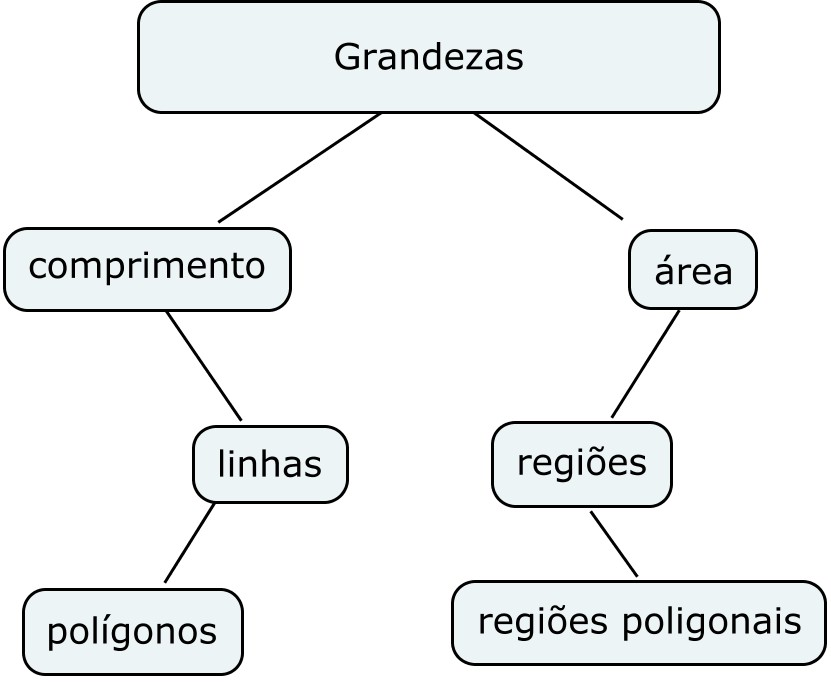 Grandezas
comprimento
área
linhas
regiões
polígonos
regiões poligonais